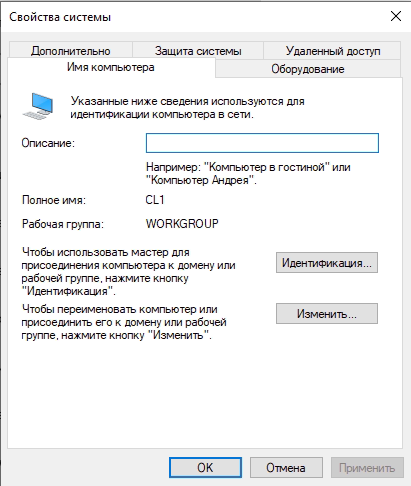 Свойства системы
Дополнительно Защита системы Удаленный доступ
Имя компьютера Оборудование
Указанные ниже сведения используются для
идентификации компьютера в сети.
Описание:
Например: "Компьютер в гостиной" или
"Компьютер Андрея".
Полное имя: CL1
Рабочая группа: WORKGROUP
Чтобы использовать мастер для
присоединения компьютера к домену или
рабочей группе, нажмите кнопку
"Идентификация".
Идентификация...
Чтобы переименовать компьютер или
присоединить его к домену или рабочей
группе, нажмите кнопку "Изменить".
Изменить...
OK Отмена Применить